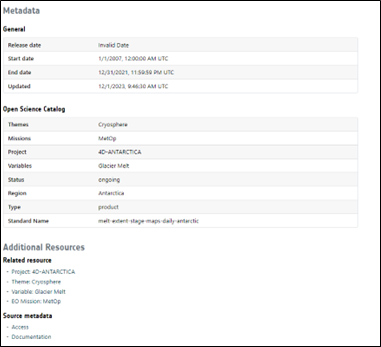 Metadata
General
Release date Invalid Date
Start date 1/1/2007, 12:00:00 AM UTC
End date 12/31/2021, 11:59:59 PM UTC
Updated 12/1/2023, 9:46:30 AM UTC
Open Science Catalog
Themes Cryosphere
Missions MetOp
Project 4D-ANTARCTICA
Variables Glacier Melt
Status ongoing
Region Antarctica
Type product
Standard Name melt-extent-stage-maps-daily-antarctic
Additional Resources
Related resource
- Project: 4D-ANTARCTICA
- Theme: Cryosphere
- Variable: Glacier Melt
- EO Mission: MetOp
Source metadata
- Access
- Documentation